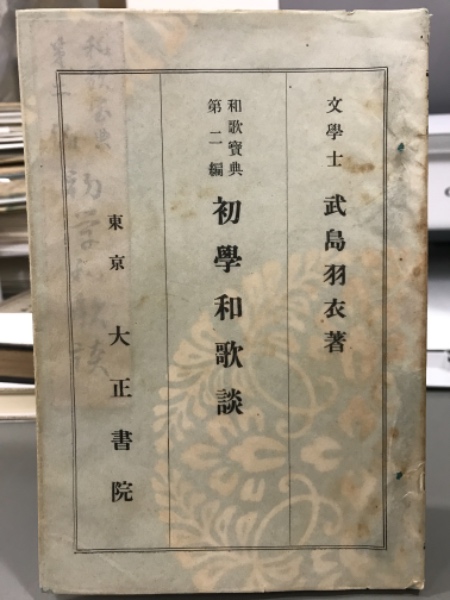 文學士 武島羽衣著
和歌寳典
第二編
初學和歌談
東京 大正書院